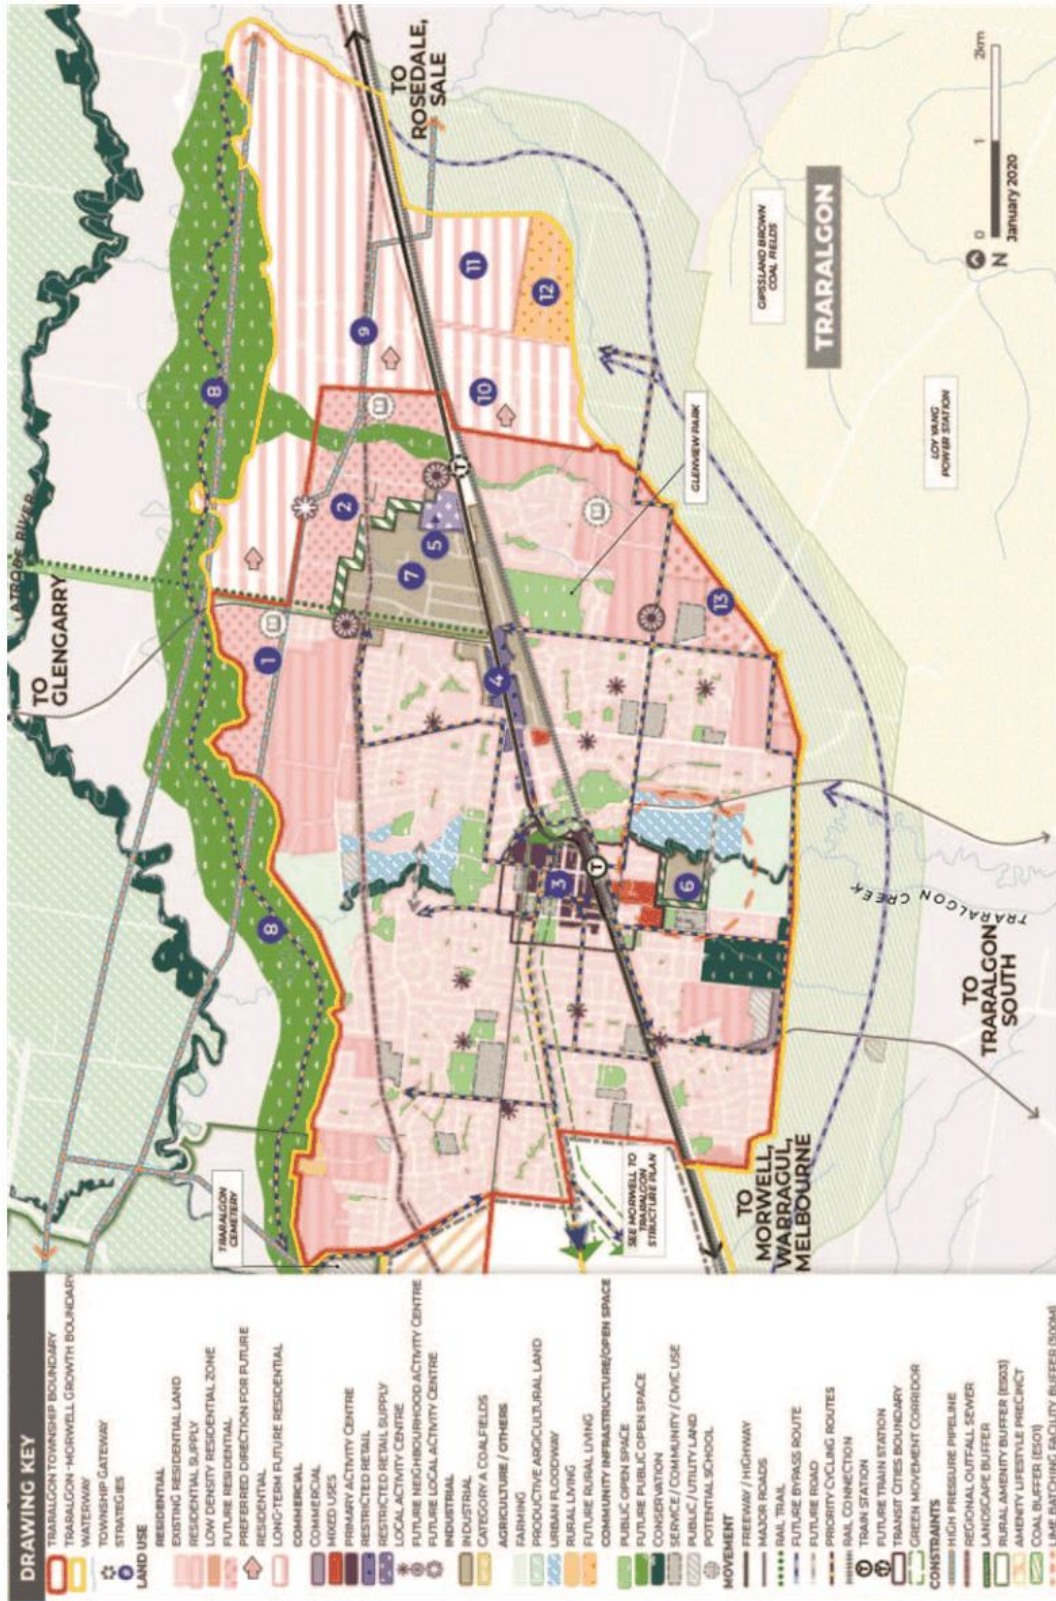 DRAWING KEY
TRARALGON TOWNSHIP BOUNDARY
TRARALGON -MORWELL GROWTH BOUNDARY
WATERWAY
TOWNSHIP GATEWAY
STRATEGIES
LAND USE
RESIDENTIAL
EXISTING RESIDENTIAL LAND
RESIDENTIAL SUPPLY
LOW DENSITY RESIDENTIAL ZONE
FUTURE RESIDENTIAL
PREFERRED DIRECTION FOR FUTURE
RESIDENTIAL
LONG-TERM FUTURE RESIDENTIAL
COMMERCIAL
COMMERCIAL
MIXED USES
PRIMARY ACTIVITY CENTRE
RESTRICTED RETAIL
RESTRICTED RETAIL SUPPLY
LOCAL ACTIVITY CENTRE
FUTURE NEIGHBOURHOOD ACTIVITY CENTRE
FUTURE LOCAL ACTIVITY CENTRE
INDUSTRIAL
INDUSTRIAL
CATEGORY A COALFIELDS
AGRICULTURE / OTHERS
FARMING
PRODUCTIVE ARGICULTURAL LAND
URBAN FLOODWAY
RURAL LIVING
FUTURE RURAL LIVING
COMMUNITY INFRASTRUCTURE/OPEN SPACE
PUBLIC OPEN SPACE
FUTURE PUBLIC OPEN SPACE
CONSERVATION
SERVICE / COMMUNITY / CIVIC USE
PUBLIC / UTILITY LAND
POTENTIAL SCHOOL
MOVEMENT
FREEWAY / HIGHWAY
MAJOR ROADS
RAIL TRAIL
FUTURE BYPASS ROUTE
FUTURE ROAD
PRIORITY CYCLING ROUTES
RAIL CONNECTION
TRAIN STATION
FUTURE TRAIN STATION
TRANSIT CITIES BOUNDARY
GREEN MOVEMENT CORRIDOR
CONSTRAINTS
HIGH PRESSURE PIPELINE
REGIONAL OUTFALL SEWER
LANDSCAPE BUFFER
RURAL AMENITY BUFFER (ESO3)
AMENITY LIFESTYLE PRECINCT
COAL BUFFER (ESO1)
TO
GLENGARRY
LATROBE RIVER
TO
ROSEDALE,
SALE
TRARALGON
CEMETERY
8
8
1
2
9
7
5
10
11
12
4
3
6
13
T
T
SEE MORWELL TO
TRARALGON
STRUCTURE PLAN
TO
MORWELL,
WARRAGUL,
MELBOURNE
GLENVIEW PARK
TRARALGON CREEK
TO
TRARALGON
SOUTH
GIPPSLAND BROWN
COAL FIELDS
TRARALGON
LOY YANG
POWER STATION
N
0 1 2km
January 2020